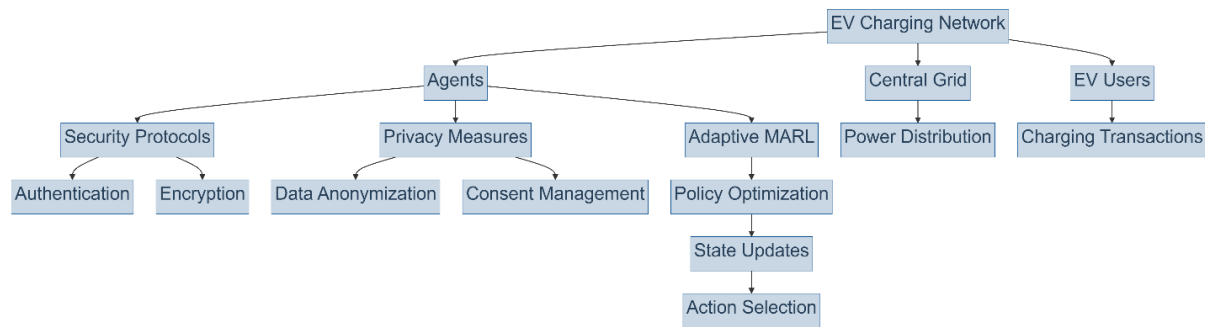 EV Charging Network
Agents
Central Grid
EV Users
Security Protocols
Privacy Measures
Adaptive MARL
Power Distribution
Charging Transactions
Authentication
Encryption
Data Anonymization
Consent Management
Policy Optimization
State Updates
Action Selection